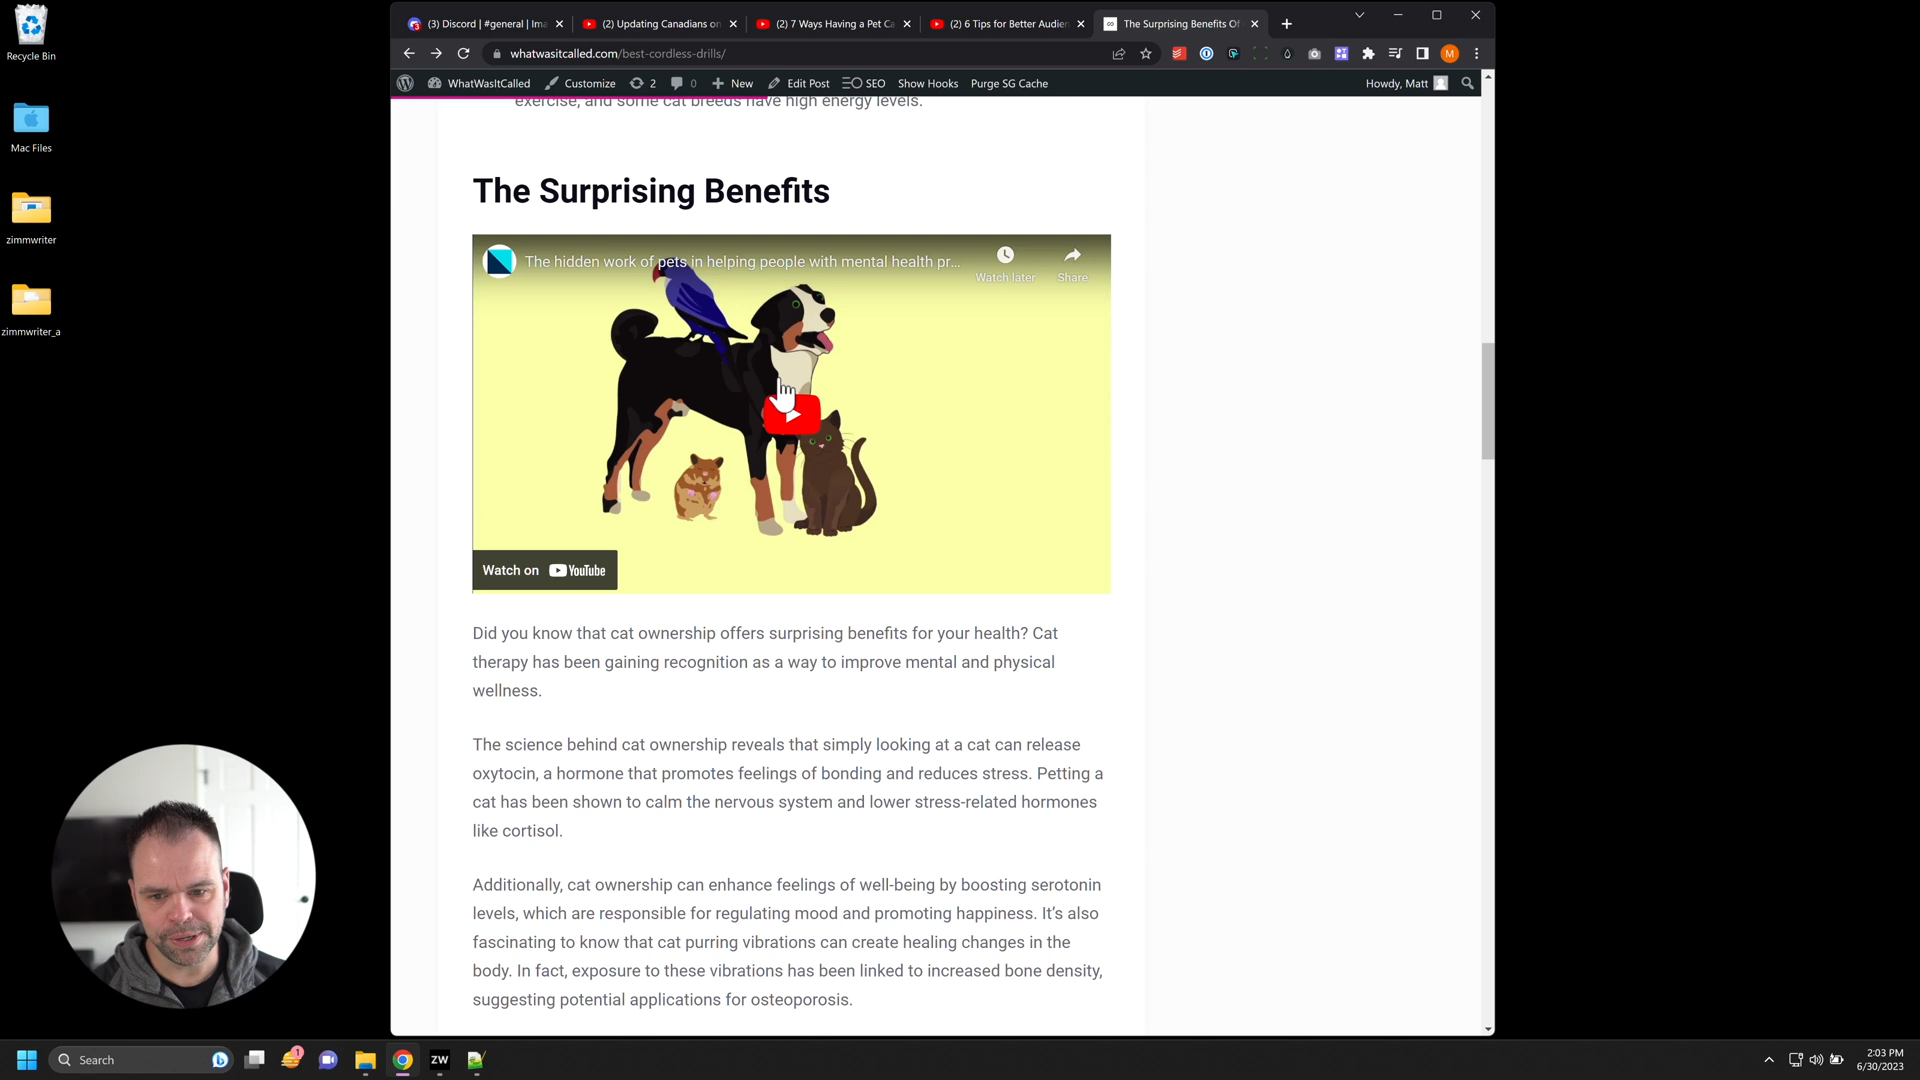 Recycle Bin
Mac Files
zimmwriter
zimmwriter_a
(3) Discord | #general | Ima
(2) Updating Canadians on
(2) 7 Ways Having a Pet Ca
(2) 6 Tips for Better Audien
The Surprising Benefits Of
whatwasitcalled.com/best-cordless-drills/
M
WhatWasItCalled
Customize
2
0
New
Edit Post
SEO
Show Hooks
Purge SG Cache
Howdy, Matt
exercise, and some cat breeds have high energy levels.
The Surprising Benefits
The hidden work of pets in helping people with mental health pr...
Watch later
Share
Watch on YouTube
Did you know that cat ownership offers surprising benefits for your health? Cat
therapy has been gaining recognition as a way to improve mental and physical
wellness.
The science behind cat ownership reveals that simply looking at a cat can release
oxytocin, a hormone that promotes feelings of bonding and reduces stress. Petting a
cat has been shown to calm the nervous system and lower stress-related hormones
like cortisol.
Additionally, cat ownership can enhance feelings of well-being by boosting serotonin
levels, which are responsible for regulating mood and promoting happiness. It's also
fascinating to know that cat purring vibrations can create healing changes in the
body. In fact, exposure to these vibrations has been linked to increased bone density,
suggesting potential applications for osteoporosis.
Search
1
ZW
2:03 PM
6/30/2023